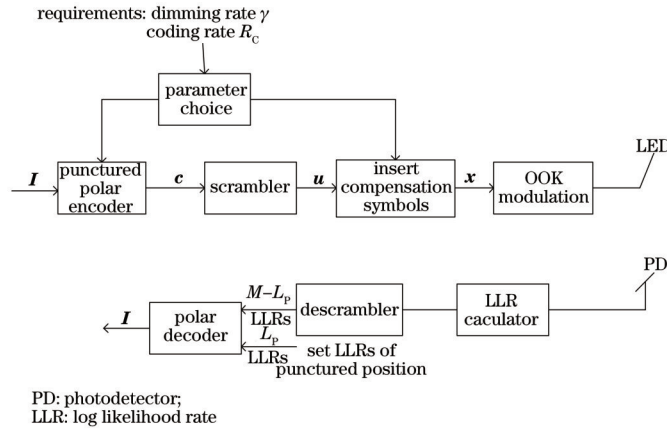 requirements: dimming rate γ
coding rate R_C
parameter
choice
LED
I
punctured
polar
encoder
c
scrambler
u
insert
compensation
symbols
x
OOK
modulation
PD
I
polar
decoder
M−L_P
LLRs
L_P
LLRs
descrambler
set LLRs of
punctured position
LLR
caculator
PD: photodetector;
LLR: log likelihood rate